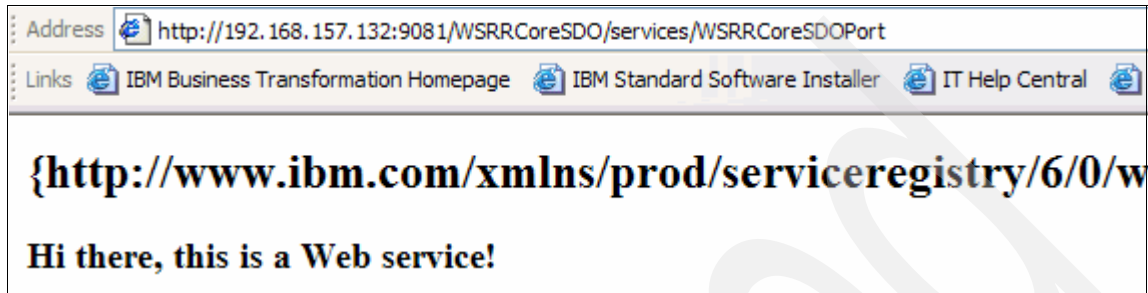 Address http://192.168.157.132:9081/WSRRCoreSDO/services/WSRRCoreSDOPort
Links IBM Business Transformation Homepage IBM Standard Software Installer IT Help Central
{http://www.ibm.com/xmlns/prod/serviceregistry/6/0/w
Hi there, this is a Web service!